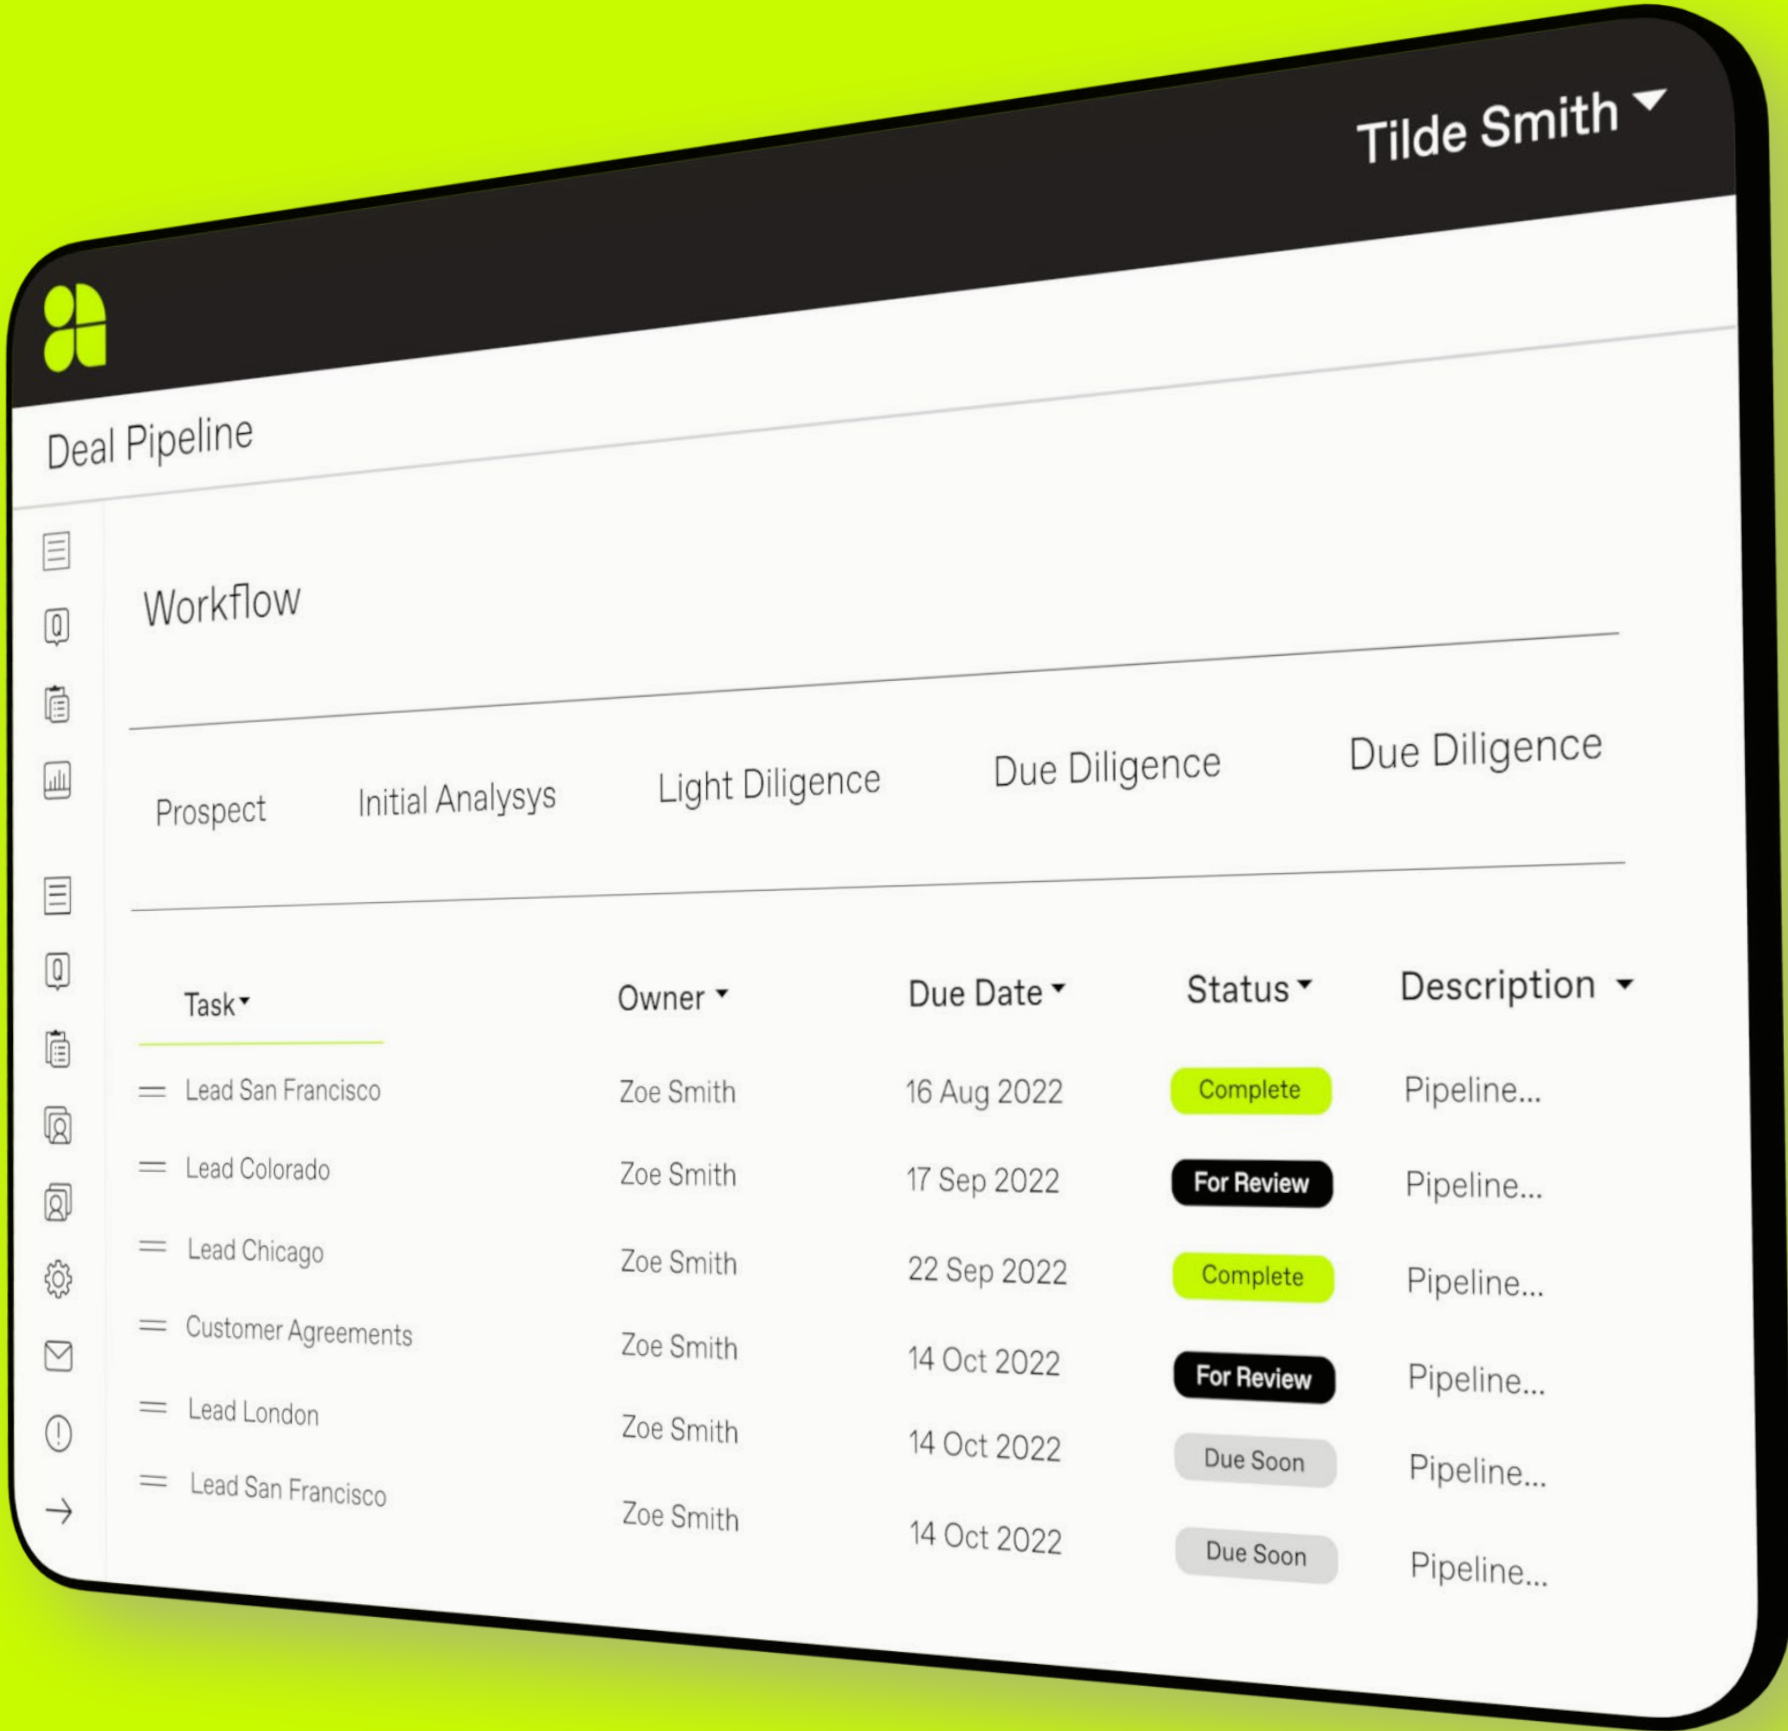 Tilde Smith
Deal Pipeline
Workflow
Prospect Initial Analysys Light Diligence Due Diligence Due Diligence
Task Owner Due Date Status Description
Lead San Francisco Zoe Smith 16 Aug 2022 Complete Pipeline...
Lead Colorado Zoe Smith 17 Sep 2022 For Review Pipeline...
Lead Chicago Zoe Smith 22 Sep 2022 Complete Pipeline...
Customer Agreements Zoe Smith 14 Oct 2022 For Review Pipeline...
Lead London Zoe Smith 14 Oct 2022 Due Soon Pipeline...
Lead San Francisco Zoe Smith 14 Oct 2022 Due Soon Pipeline...